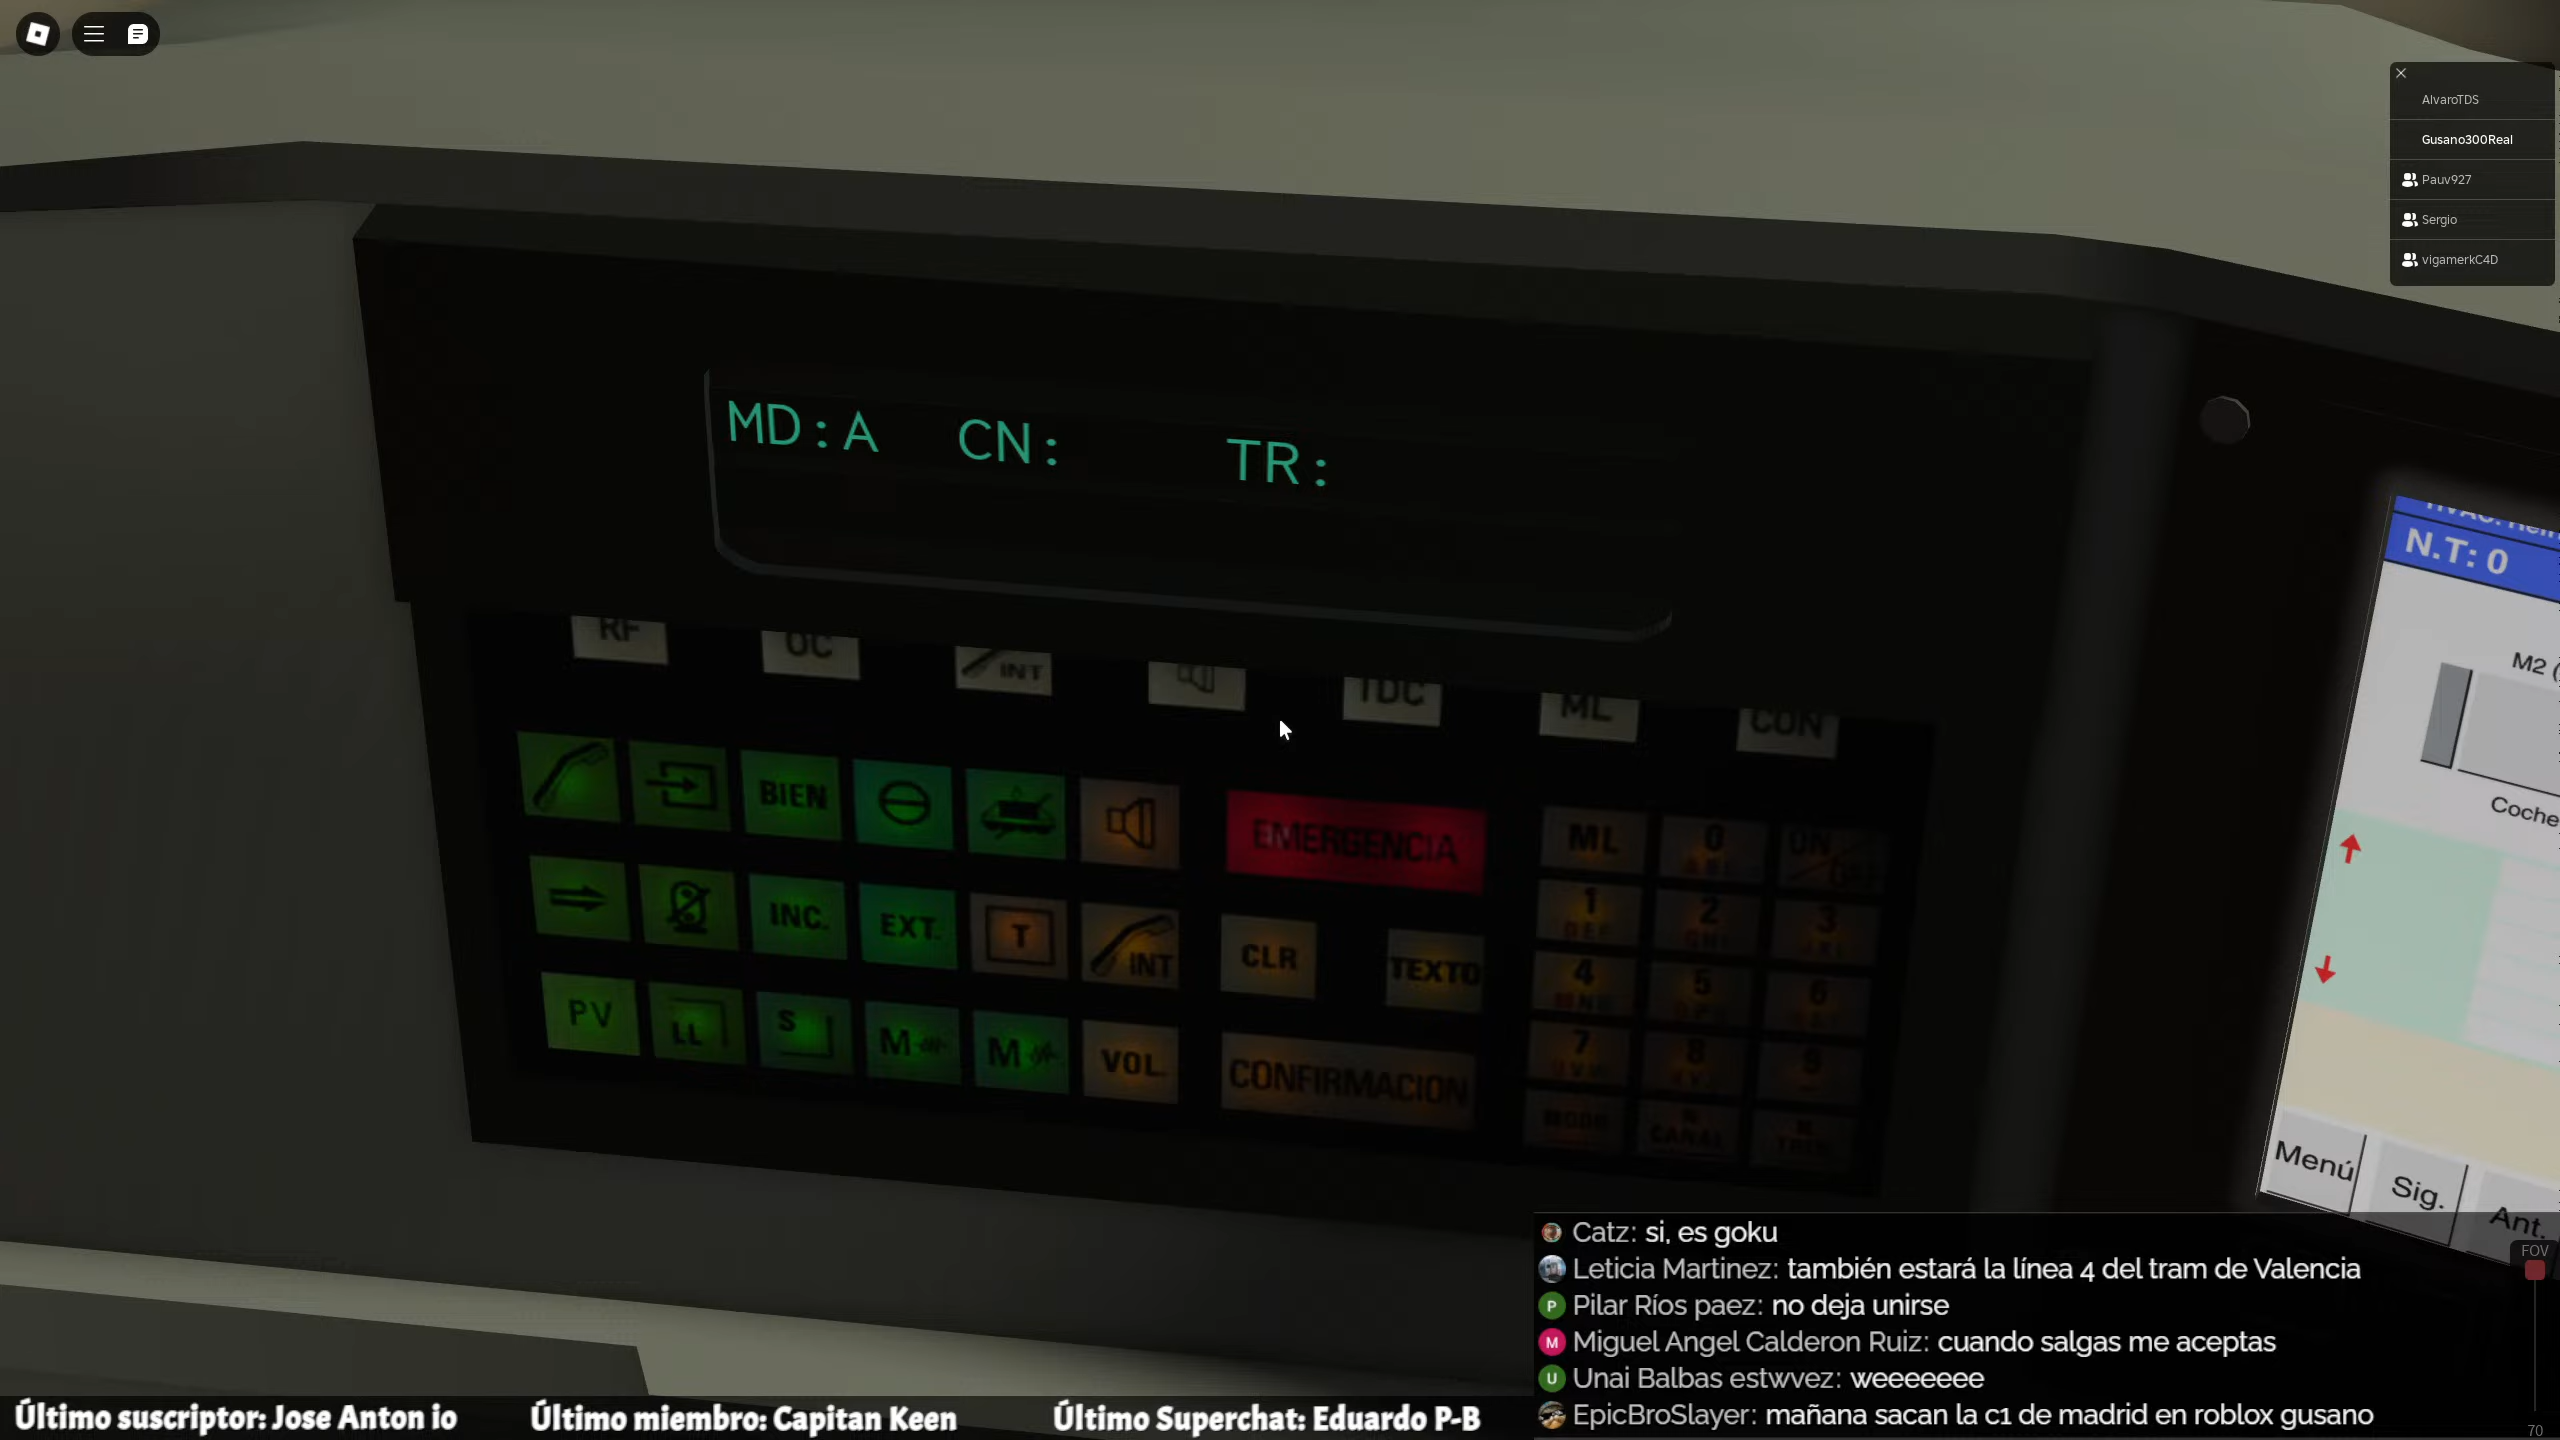 AlvaroTDS
Gusano300Real
Pauv927
Sergio
vigamerkC4D
MD:A CN: TR:
N.T: 0
M2 (
Coche
RF OC INT TDC ML CON
BIEN EMERGENCIA ML 0
INC. EXT. T INT CLR TEXTO 1 2 3
4 5 6
PV LL S M M VOL CONFIRMACION 7 8 9
CANAL
Menú Sig. Ant.
FOV
Catz: si, es goku
Leticia Martinez: también estará la línea 4 del tram de Valencia
P Pilar Ríos paez: no deja unirse
M Miguel Angel Calderon Ruiz: cuando salgas me aceptas
U Unai Balbas estwvez: weeeeeee
EpicBroSlayer: mañana sacan la c1 de madrid en roblox gusano
70
Último suscriptor: Jose Anton io Último miembro: Capitan Keen Último Superchat: Eduardo P-B